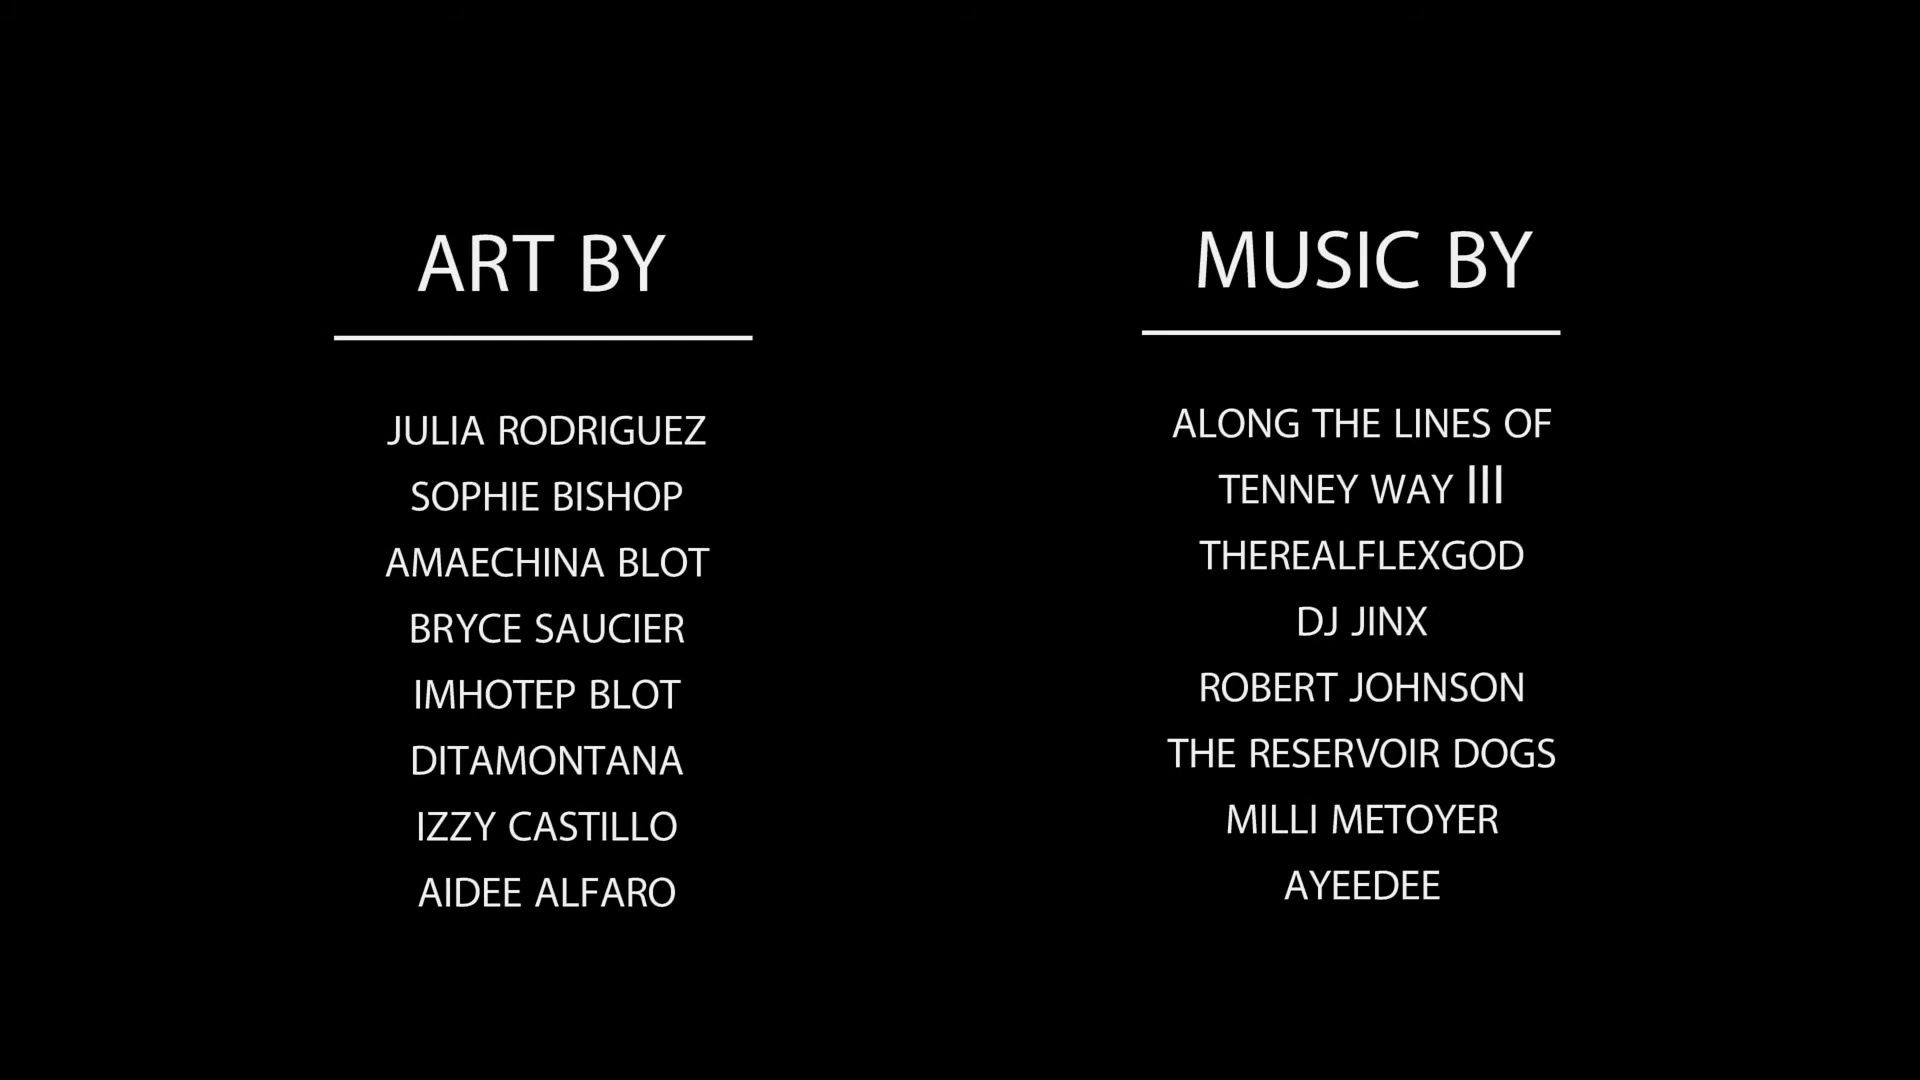 ART BY
JULIA RODRIGUEZ
SOPHIE BISHOP
AMAECHINA BLOT
BRYCE SAUCIER
IMHOTEP BLOT
DITAMONTANA
IZZY CASTILLO
AIDEE ALFARO
MUSIC BY
ALONG THE LINES OF
TENNEY WAY III
THEREALFLEXGOD
DJ JINX
ROBERT JOHNSON
THE RESERVOIR DOGS
MILLI METOYER
AYEEDEE